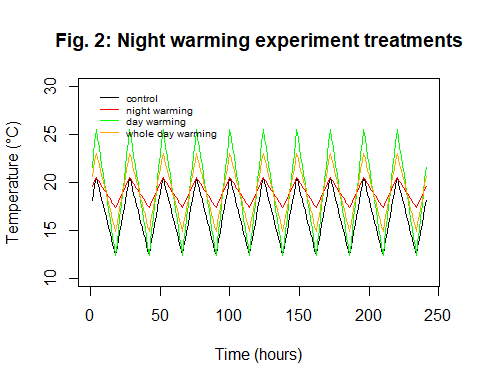 Fig. 2: Night warming experiment treatments
control
night warming
day warming
whole day warming
Temperature (°C)
30
25
20
15
10
0 50 100 150 200 250
Time (hours)